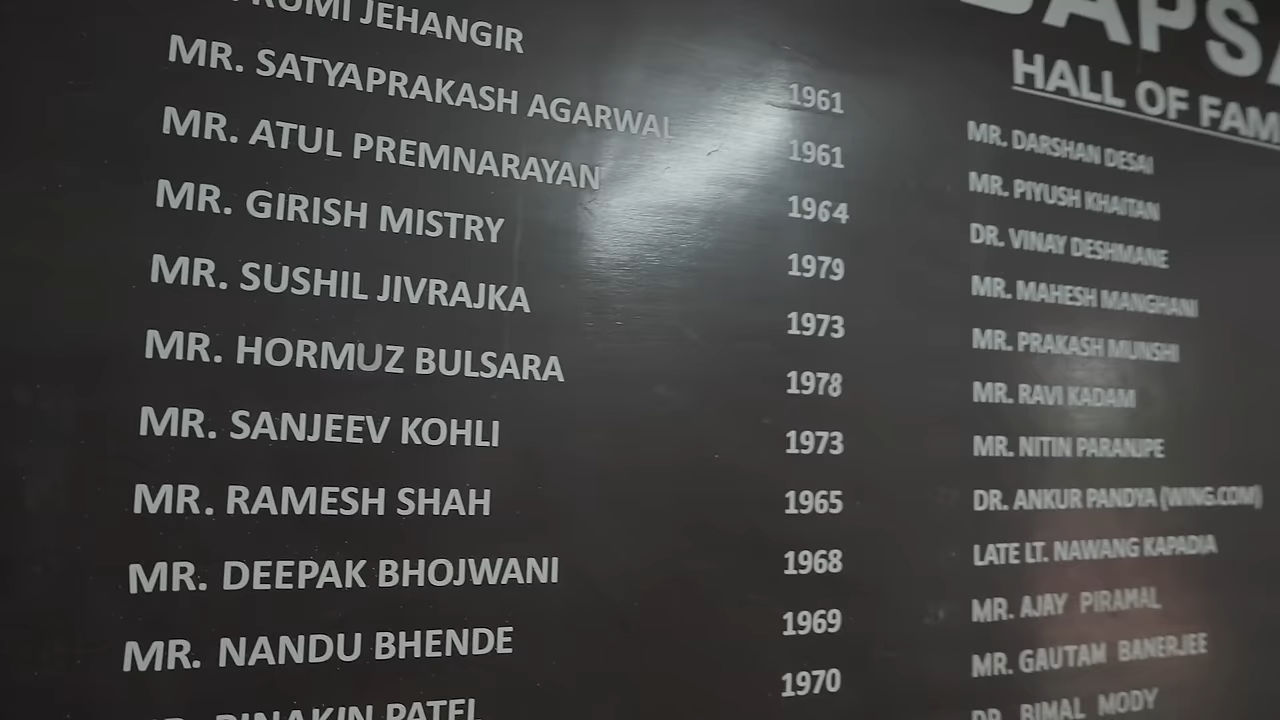 RUMI JEHANGIR 1961
MR. SATYAPRAKASH AGARWAL 1961
MR. ATUL PREMNARAYAN 1964
MR. GIRISH MISTRY 1979
MR. SUSHIL JIVRAJKA 1973
MR. HORMUZ BULSARA 1978
MR. SANJEEV KOHLI 1973
MR. RAMESH SHAH 1965
MR. DEEPAK BHOJWANI 1968
MR. NANDU BHENDE 1969
PINAKIN PATEL 1970
HALL OF FAM
MR. DARSHAN DESAI
MR. PIYUSH KHAITAN
DR. VINAY DESHMANE
MR. MAHESH MANGHANI
MR. PRAKASH MUNSHI
MR. RAVI KADAM
MR. NITIN PARANJPE
DR. ANKUR PANDYA (WING.COM)
LATE LT. NAWANG KAPADIA
MR. AJAY PIRAMAL
MR. GAUTAM BANERJEE
DR. BIMAL MODY